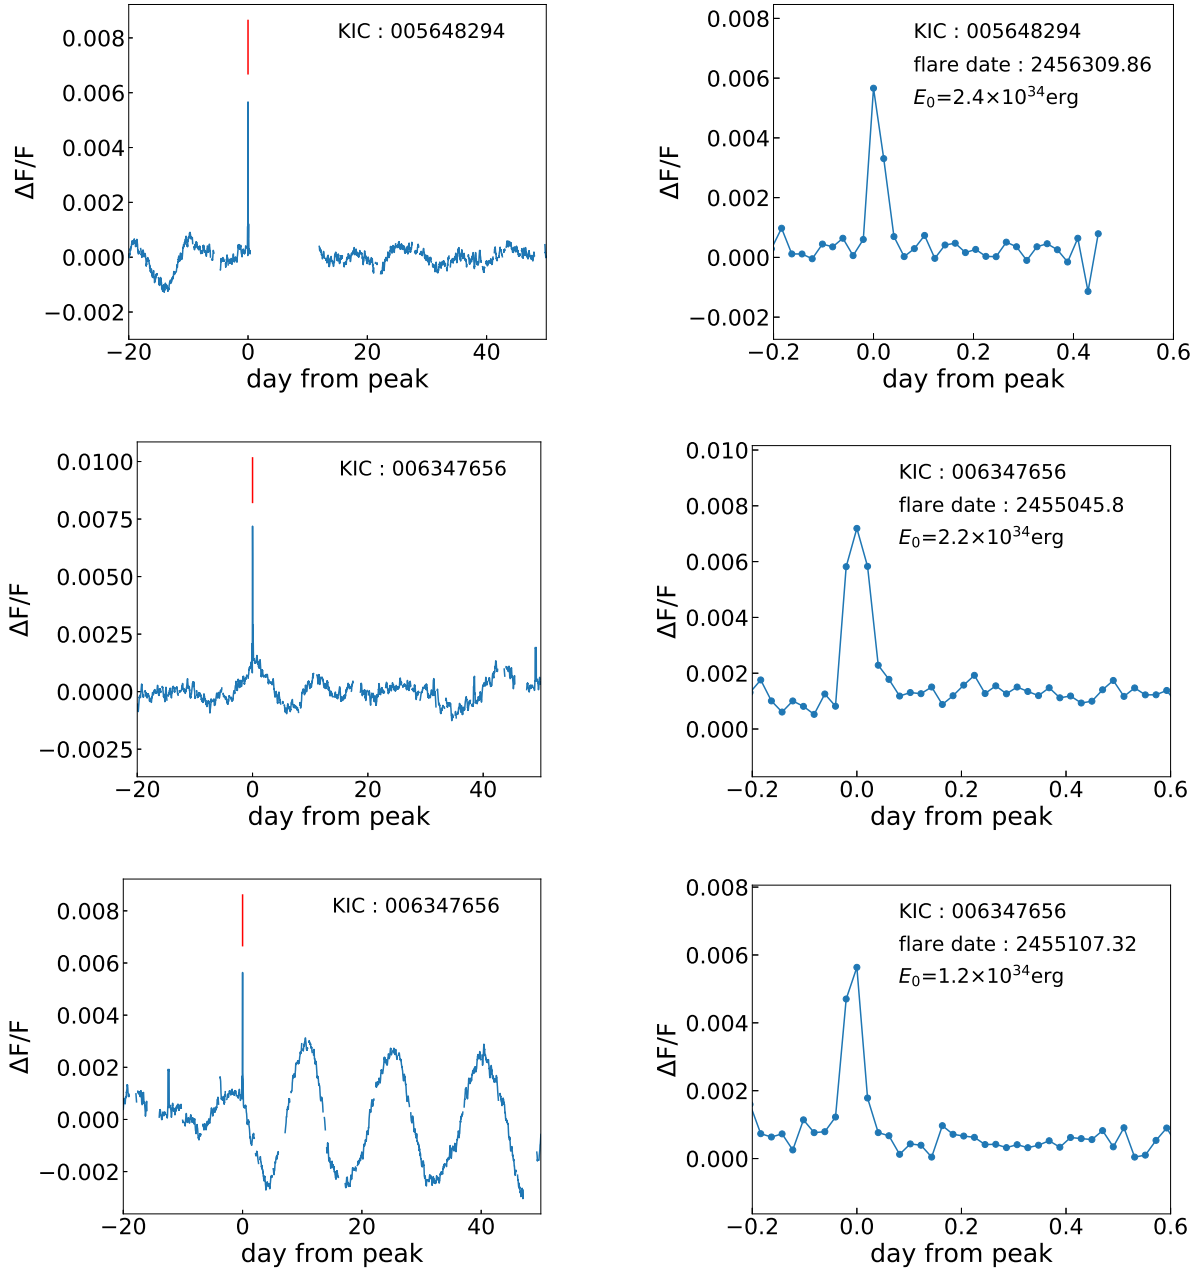 0.008
0.006
0.004
0.002
0.000
−0.002
ΔF/F
KIC : 005648294
−20
0
20
40
day from peak
0.008
0.006
0.004
0.002
0.000
−0.002
ΔF/F
KIC : 005648294
flare date : 2456309.86
E₀=2.4×10³⁴erg
−0.2
0.0
0.2
0.4
0.6
day from peak
0.0100
0.0075
0.0050
0.0025
0.0000
−0.0025
ΔF/F
KIC : 006347656
−20
0
20
40
day from peak
0.010
0.008
0.006
0.004
0.002
0.000
ΔF/F
KIC : 006347656
flare date : 2455045.8
E₀=2.2×10³⁴erg
−0.2
0.0
0.2
0.4
0.6
day from peak
0.008
0.006
0.004
0.002
0.000
−0.002
ΔF/F
KIC : 006347656
−20
0
20
40
day from peak
0.008
0.006
0.004
0.002
0.000
ΔF/F
KIC : 006347656
flare date : 2455107.32
E₀=1.2×10³⁴erg
−0.2
0.0
0.2
0.4
0.6
day from peak